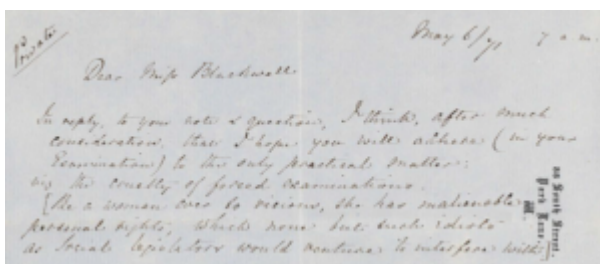 Private
May 6/71 7 a.m.
Dear Miss Blackwell
In reply, to your note & question, I think, after much
consideration, that I hope you will adhere (in your
Examination) to the only practical matter:
viz the cruelty of forced examinations.
[Be a woman ever so vicious, she has inalienable
personal rights, which none but such idiots
as Social legislators would venture to interfere with]
35 South Street,
Park Lane,
W.